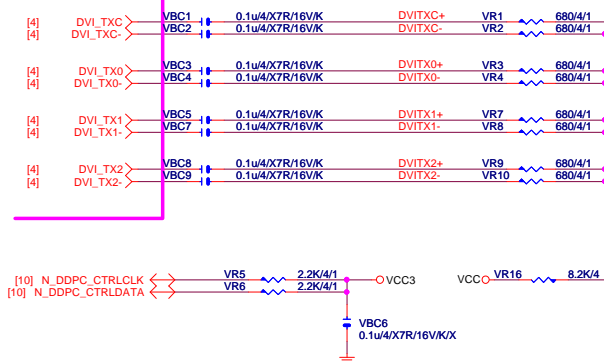 [4] DVI_TXC VBC1 0.1u/4/X7R/16V/K DVITXC+ VR1 680/4/1
[4] DVI_TXC- VBC2 0.1u/4/X7R/16V/K DVITXC- VR2 680/4/1
[4] DVI_TX0 VBC3 0.1u/4/X7R/16V/K DVITX0+ VR3 680/4/1
[4] DVI_TX0- VBC4 0.1u/4/X7R/16V/K DVITX0- VR4 680/4/1
[4] DVI_TX1 VBC5 0.1u/4/X7R/16V/K DVITX1+ VR7 680/4/1
[4] DVI_TX1- VBC7 0.1u/4/X7R/16V/K DVITX1- VR8 680/4/1
[4] DVI_TX2 VBC8 0.1u/4/X7R/16V/K DVITX2+ VR9 680/4/1
[4] DVI_TX2- VBC9 0.1u/4/X7R/16V/K DVITX2- VR10 680/4/1
[10] N_DDPC_CTRLCLK VR5 2.2K/4/1 VCC3 VCC VR16 8.2K/4
[10] N_DDPC_CTRLDATA VR6 2.2K/4/1
VBC6
0.1u/4/X7R/16V/K/X